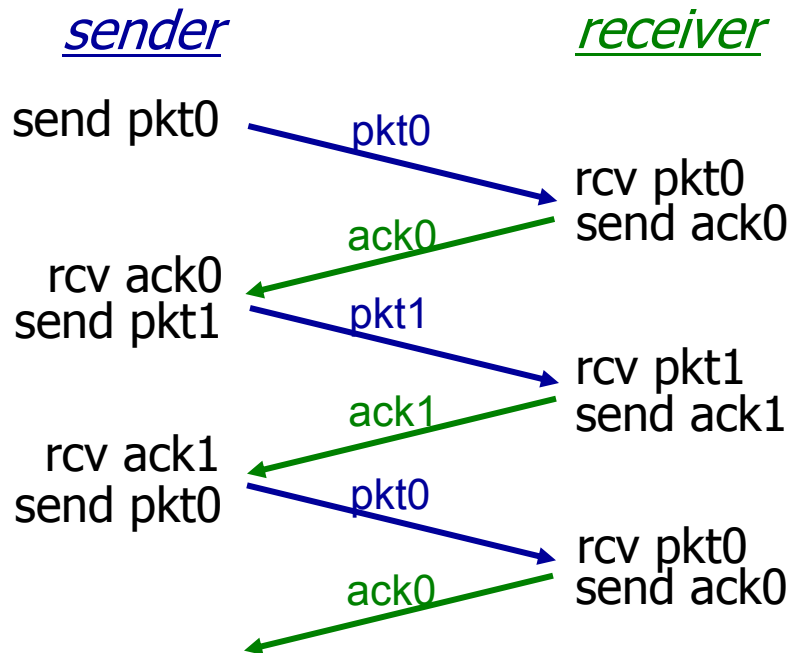 sender
receiver
send pkt0
pkt0
rcv pkt0
send ack0
ack0
rcv ack0
send pkt1
pkt1
rcv pkt1
send ack1
ack1
rcv ack1
send pkt0
pkt0
rcv pkt0
send ack0
ack0